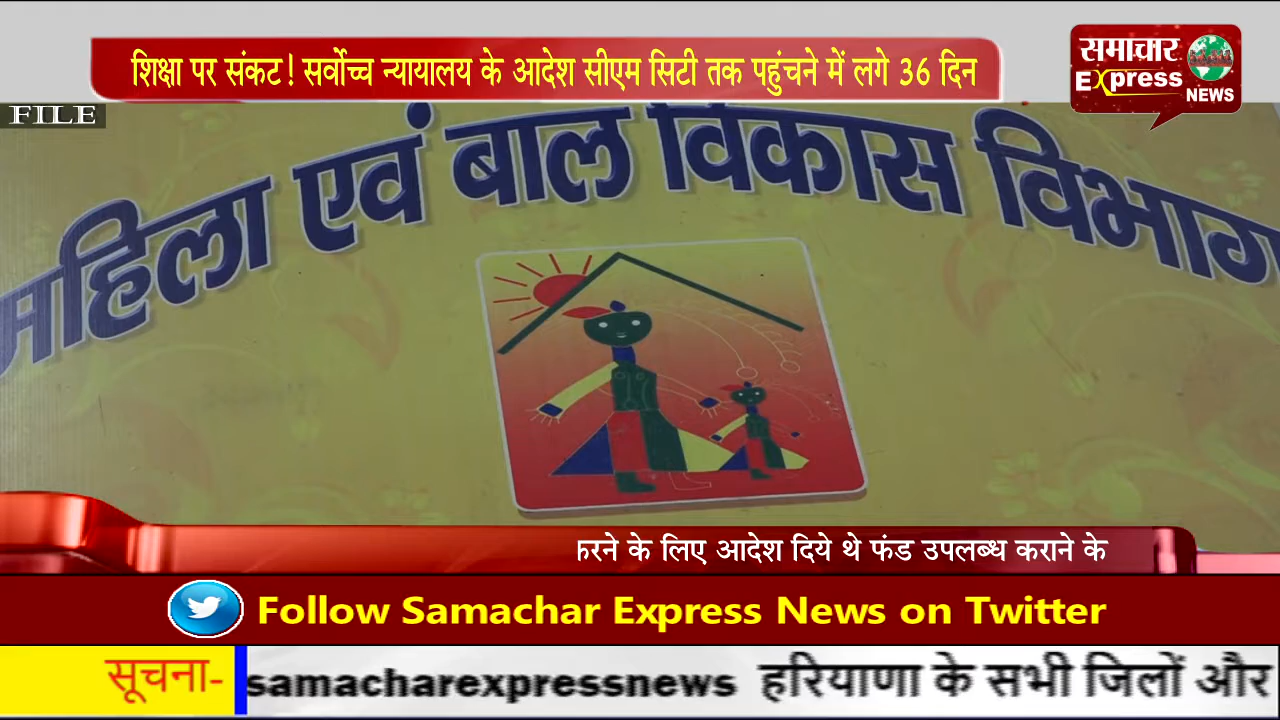 शिक्षा पर संकट! सर्वोच्च न्यायालय के आदेश सीएम सिटी तक पहुंचने में लगे 36 दिन
समाचार
Express
NEWS
FILE
महिला एवं बाल विकास विभाग
करने के लिए आदेश दिये थे फंड उपलब्ध कराने के
Follow Samachar Express News on Twitter
सूचना- samacharexpressnews हरियाणा के सभी जिलों और